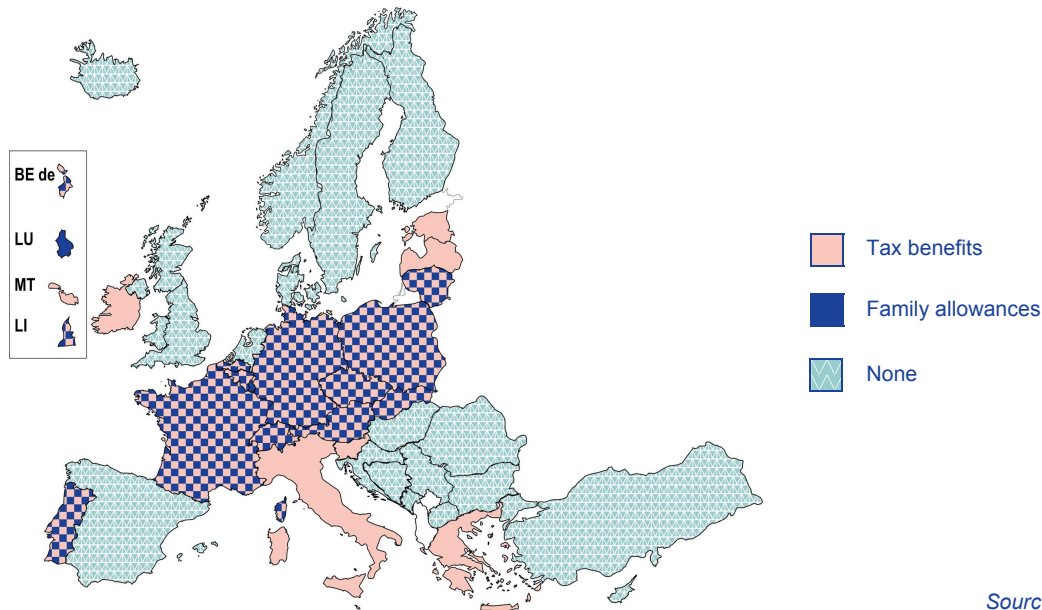 BE de
LU
MT
LI
Tax benefits
Family allowances
None
Sourc